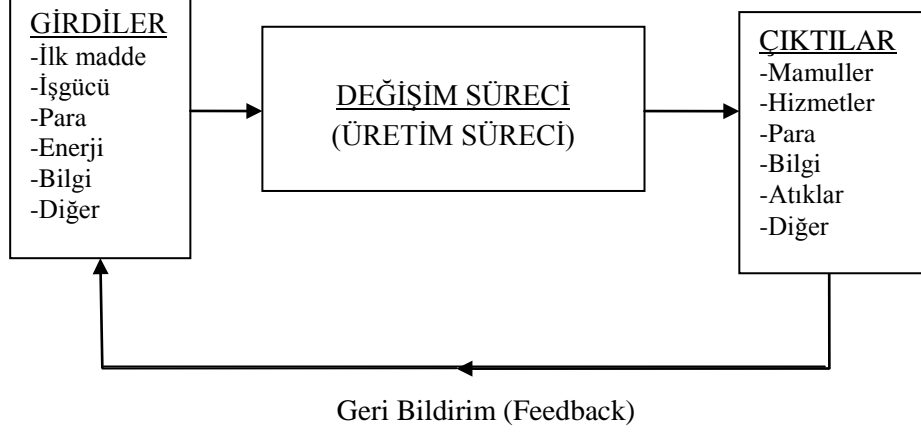 GİRDİLER
-İlk madde
-İşgücü
-Para
-Enerji
-Bilgi
-Diğer
DEĞİŞİM SÜRECİ
(ÜRETİM SÜRECİ)
ÇIKTILAR
-Mamuller
-Hizmetler
-Para
-Bilgi
-Atıklar
-Diğer
Geri Bildirim (Feedback)